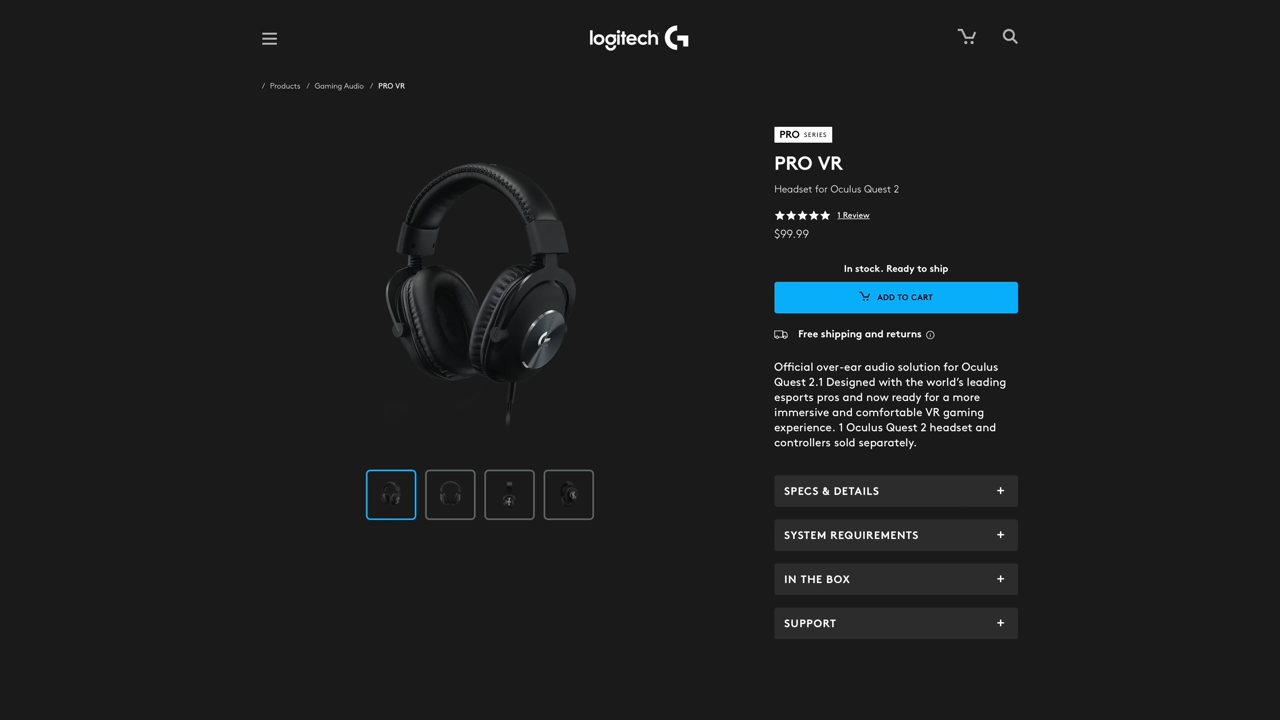 logitech G
/ Products / Gaming Audio / PRO VR
PRO SERIES
PRO VR
Headset for Oculus Quest 2
1 Review
$99.99
In stock. Ready to ship
ADD TO CART
Free shipping and returns
Official over-ear audio solution for Oculus
Quest 2.1 Designed with the world’s leading
esports pros and now ready for a more
immersive and comfortable VR gaming
experience. 1 Oculus Quest 2 headset and
controllers sold separately.
SPECS & DETAILS +
SYSTEM REQUIREMENTS +
IN THE BOX +
SUPPORT +